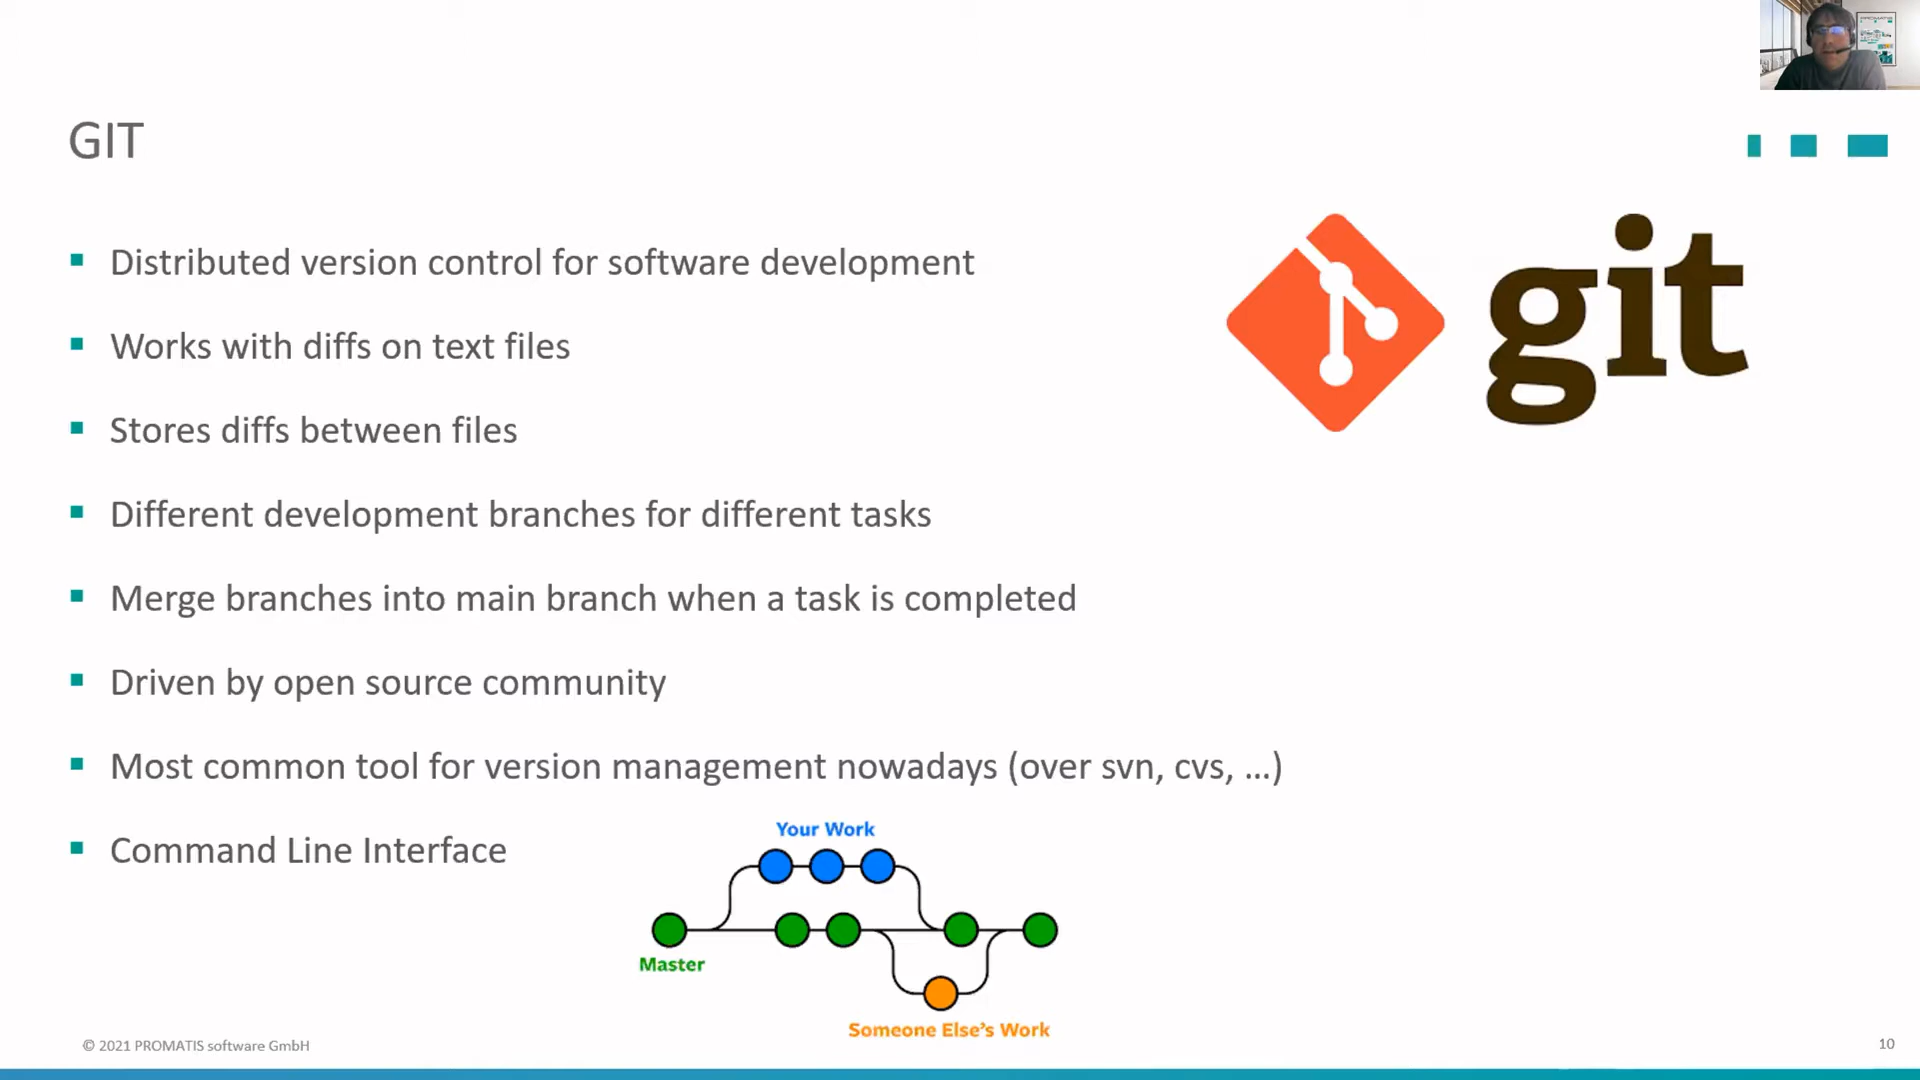 GIT
git
Distributed version control for software development
Works with diffs on text files
Stores diffs between files
Different development branches for different tasks
Merge branches into main branch when a task is completed
Driven by open source community
Most common tool for version management nowadays (over svn, cvs, ...)
Command Line Interface
Your Work
Master
Someone Else's Work
© 2021 PROMATIS software GmbH
10